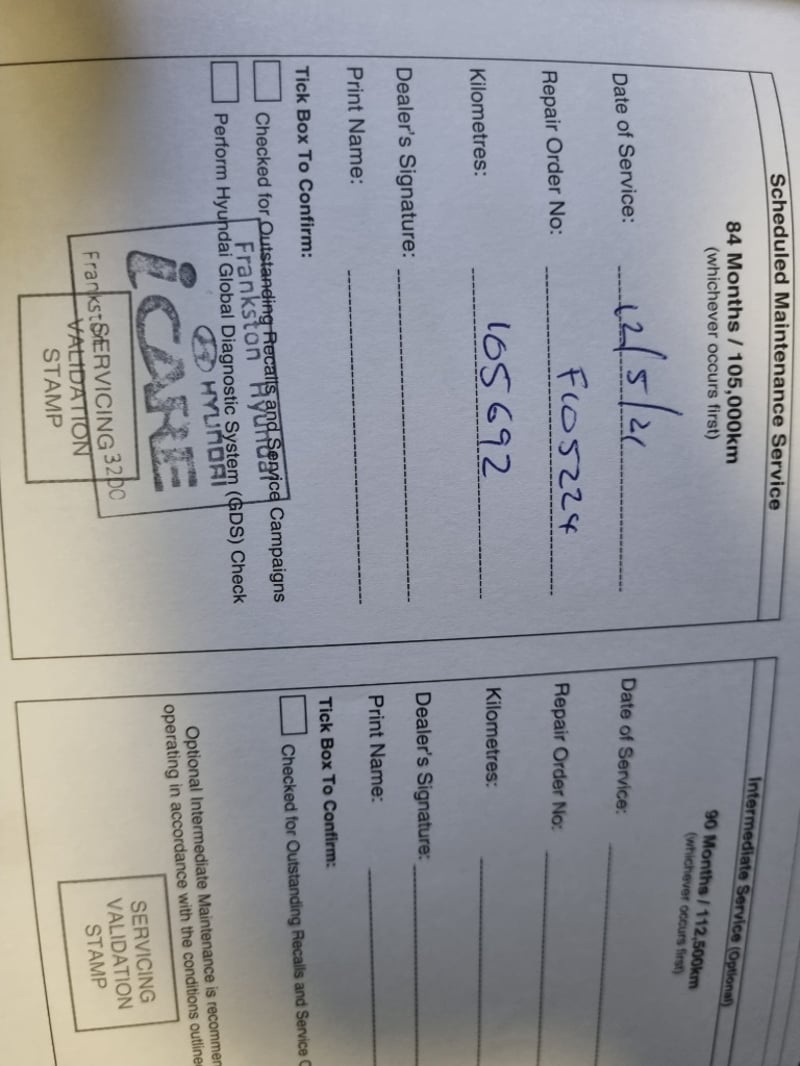 Scheduled Maintenance Service
84 Months / 105,000km
(whichever occurs first)
Date of Service: 12/5/21
Repair Order No: F105224
Kilometres: 105692
Dealer's Signature:
Print Name:
Tick Box To Confirm:
Checked for Outstanding Recalls and Service Campaigns
Perform Hyundai Global Diagnostic System (GDS) Check
Frankston Hyundai
HYUNDAI
iCARE
Frankst 3200
SERVICING
VALIDATION
STAMP
Intermediate Service (Optional)
90 Months / 112,500km
(whichever occurs first)
Date of Service:
Repair Order No:
Kilometres:
Dealer's Signature:
Print Name:
Tick Box To Confirm:
Checked for Outstanding Recalls and Service C
Optional Intermediate Maintenance is recommen
operating in accordance with the conditions outline
SERVICING
VALIDATION
STAMP